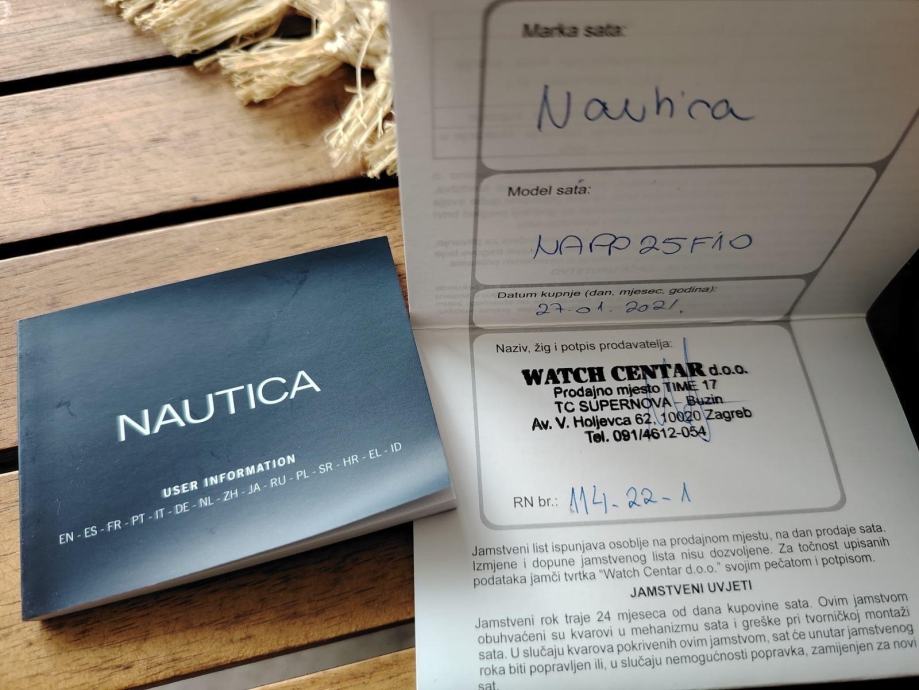 NAUTICA
USER INFORMATION
EN - ES - FR - PT - IT - DE - NL - ZH - JA - RU - PL - SR - HR - EL - ID
Marka sata:
Nautica
Model sata:
NAPP25F10
Datum kupnje (dan, mjesec, godina):
27.01.2021.
Naziv, žig i potpis prodavatelja:
WATCH CENTAR d.o.o.
Prodajno mjesto TIME 17
TC SUPERNOVA - Buzin
Av. V. Holjevca 62, 10020 Zagreb
Tel. 091/4612-054
RN br.: 114-22-1
Jamstveni list ispunjava osoblje na prodajnom mjestu, na dan prodaje sata.
Izmjene i dopune jamstvenog lista nisu dozvoljene. Za točnost upisanih
podataka jamči tvrtka "Watch Centar d.o.o." svojim pečatom i potpisom.
JAMSTVENI UVJETI
Jamstveni rok traje 24 mjeseca od dana kupovine sata. Ovim jamstvom
obuhvaćeni su kvarovi u mehanizmu sata i greške pri tvorničkoj montaži
sata. U slučaju kvarova pokrivenih ovim jamstvom, sat će unutar jamstvenog
roka biti popravljen ili, u slučaju nemogućnosti popravka, zamijenjen za novi
sat.